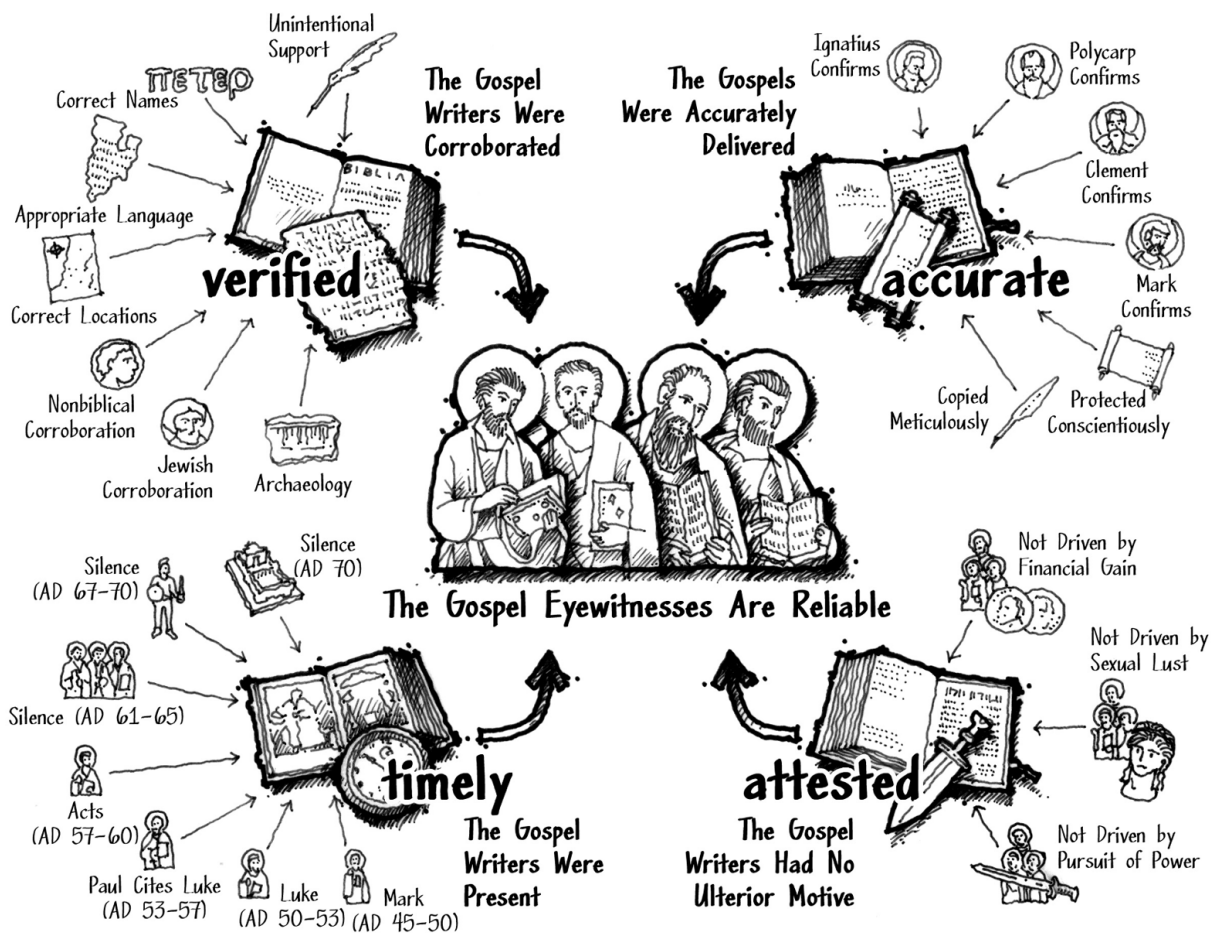 Unintentional
Support
πετερ
Correct Names
Appropriate Language
Correct Locations
Nonbiblical
Corroboration
Jewish
Corroboration
Archaeology
BIBLIA
verified
The Gospel
Writers Were
Corroborated
The Gospels
Were Accurately
Delivered
Ignatius
Confirms
Polycarp
Confirms
Clement
Confirms
Mark
Confirms
Protected
Conscientiously
Copied
Meticulously
accurate
The Gospel Eyewitnesses Are Reliable
Silence
(AD 70)
Silence
(AD 67-70)
Silence (AD 61-65)
Acts
(AD 57-60)
Paul Cites Luke
(AD 53-57)
Luke
(AD 50-53)
Mark
(AD 45-50)
timely
The Gospel
Writers Were
Present
Not Driven by
Financial Gain
Not Driven by
Sexual Lust
Not Driven by
Pursuit of Power
attested
The Gospel
Writers Had No
Ulterior Motive